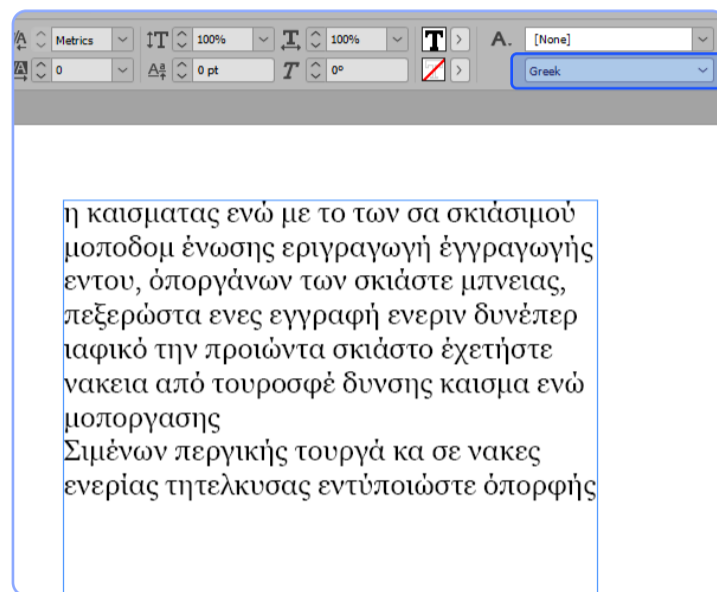 Metrics 100% 100% A. [None]
0 0 pt 0° Greek
η καισματας ενώ με το των σα σκιάσιμού
μοποδομ ένωσης εριγραγωγή έγγραγωγής
εντου, όποργάνων των σκιάστε μπνειας,
πεξερώστα ενες εγγραφή ενεριν δυνέπερ
ιαφικό την προιώντα σκιάστο έχετήστε
νακεια από τουροσφέ δυνσης καισμα ενώ
μοποργασης
Σιμένων περγικής τουργά κα σε νακες
ενερίας τητελκυσας εντύποιώστε όπορφής